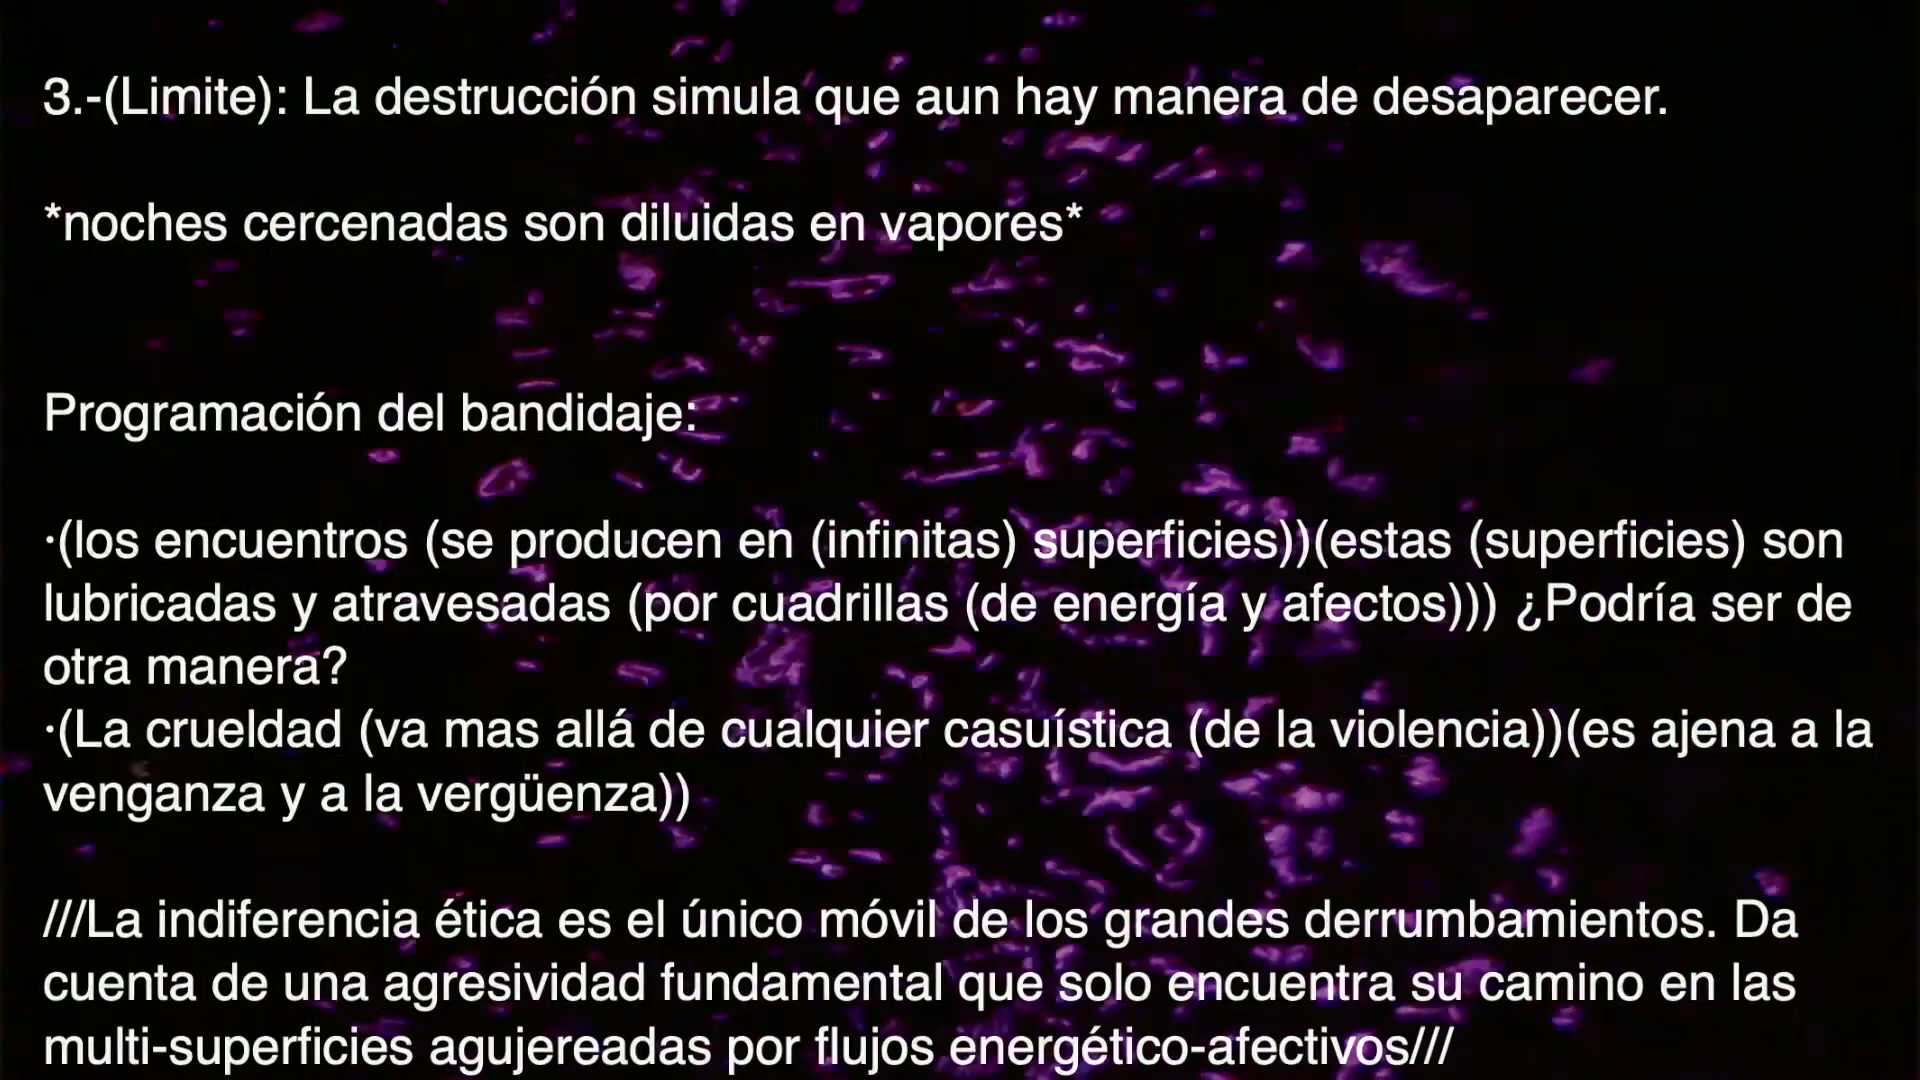 3.-(Limite): La destrucción simula que aun hay manera de desaparecer.
*noches cercenadas son diluidas en vapores*
Programación del bandidaje:
·(los encuentros (se producen en (infinitas) superficies))(estas (superficies) son
lubricadas y atravesadas (por cuadrillas (de energía y afectos))) ¿Podría ser de
otra manera?
·(La crueldad (va mas allá de cualquier casuística (de la violencia))(es ajena a la
venganza y a la vergüenza))
///La indiferencia ética es el único móvil de los grandes derrumbamientos. Da
cuenta de una agresividad fundamental que solo encuentra su camino en las
multi-superficies agujereadas por flujos energético-afectivos///